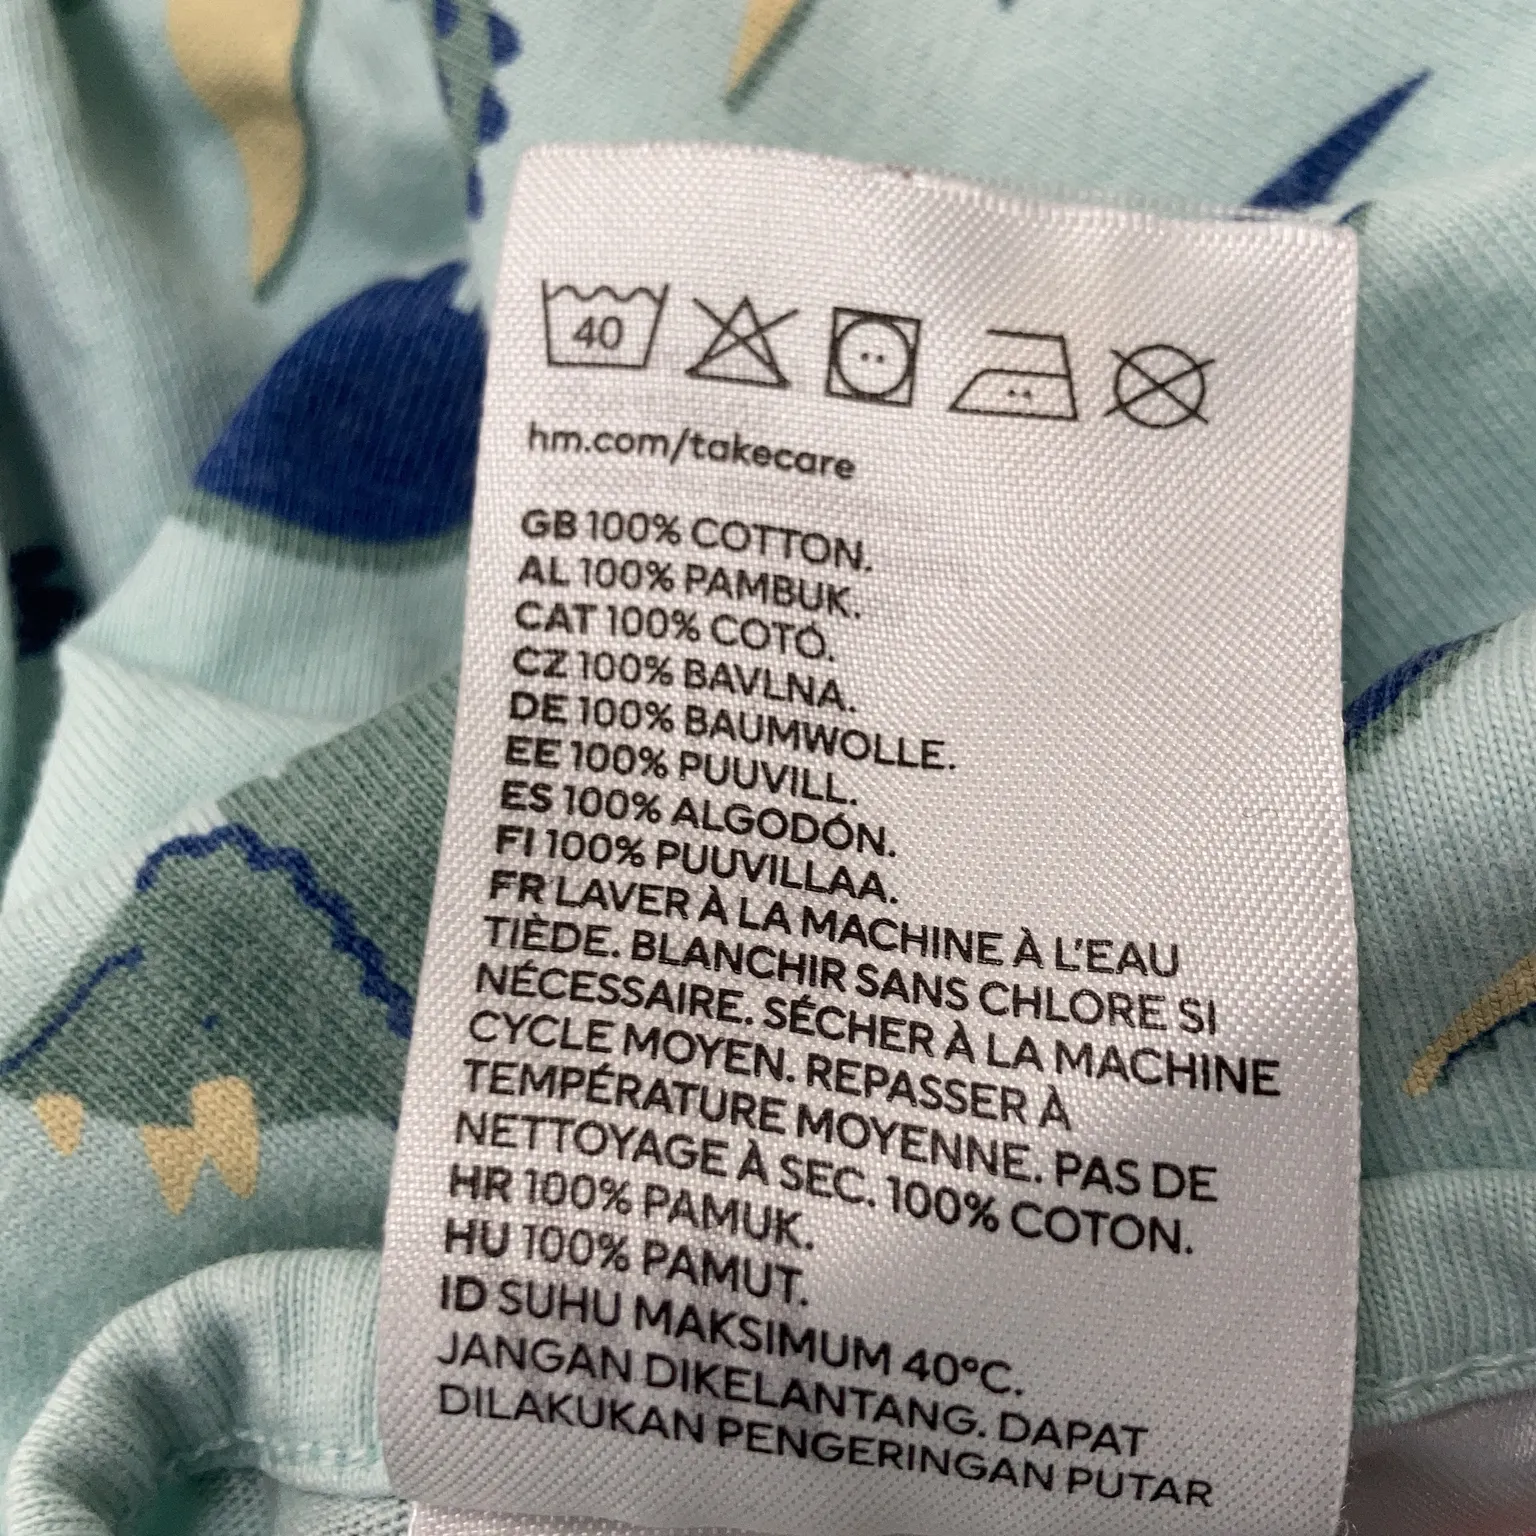 40
hm.com/takecare
GB 100% COTTON.
AL 100% PAMBUK.
CAT 100% COTÓ.
CZ 100% BAVLNA.
DE 100% BAUMWOLLE.
EE 100% PUUVILL.
ES 100% ALGODÓN.
FI 100% PUUVILLAA.
FR LAVER À LA MACHINE À L'EAU
TIÈDE. BLANCHIR SANS CHLORE SI
NÉCESSAIRE. SÉCHER À LA MACHINE
CYCLE MOYEN. REPASSER À
TEMPÉRATURE MOYENNE. PAS DE
NETTOYAGE À SEC. 100% COTON.
HR 100% PAMUK.
HU 100% PAMUT.
ID SUHU MAKSIMUM 40°C.
JANGAN DIKELANTANG. DAPAT
DILAKUKAN PENGERINGAN PUTAR